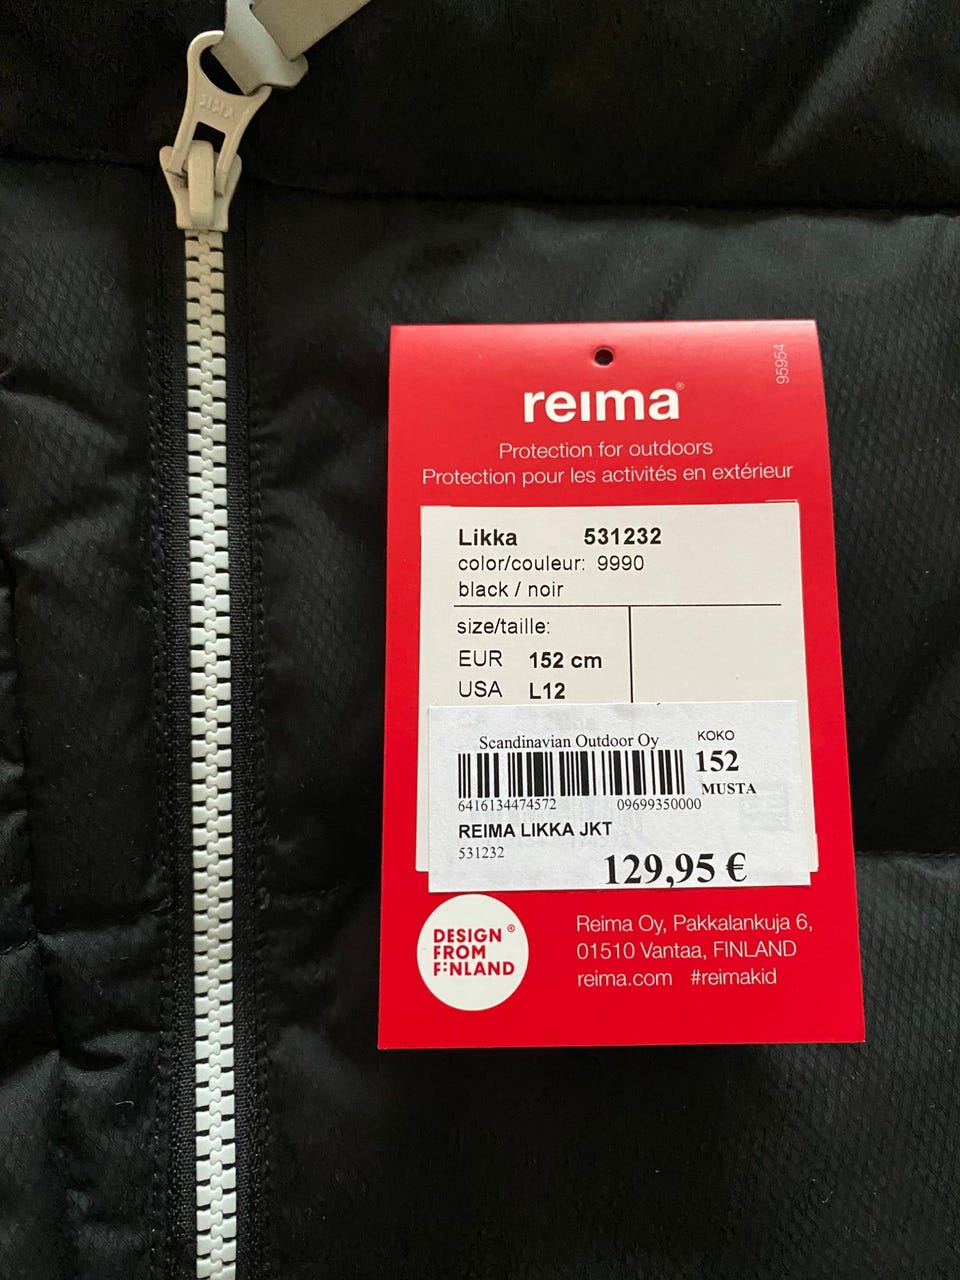 YKK
95954
reima®
Protection for outdoors
Protection pour les activités en extérieur
Likka 531232
color/couleur: 9990
black / noir
size/taille:
EUR 152 cm
USA L12
Scandinavian Outdoor Oy KOKO
152
MUSTA
6416134474572 09699350000
REIMA LIKKA JKT
531232
129,95 €
DESIGN ®
FROM
F:NLAND
Reima Oy, Pakkalankuja 6,
01510 Vantaa, FINLAND
reima.com #reimakid